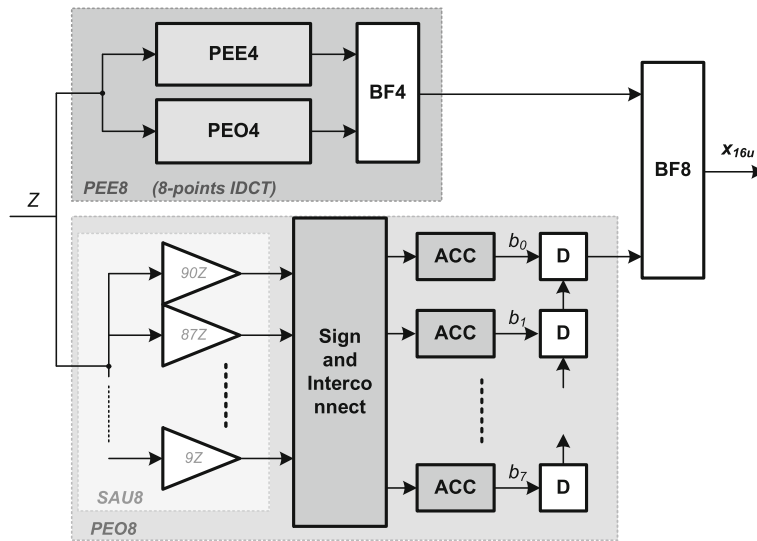 PEE4
BF4
PEO4
PEE8 (8-points IDCT)
Z
BF8
x16u
90Z
87Z
9Z
SAU8
PEO8
Sign
and
Interco
nnect
ACC
b0
D
ACC
b1
D
ACC
b7
D